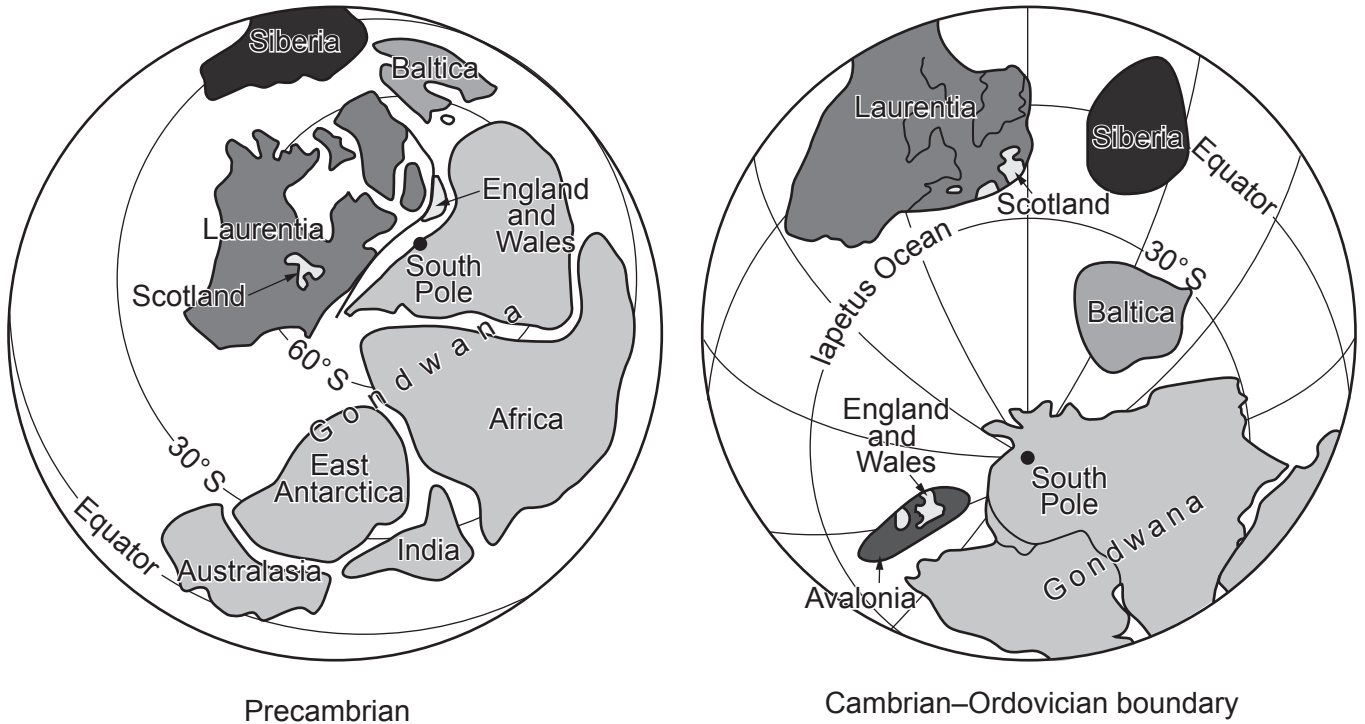 Siberia
Baltica
England
and
Wales
Laurentia
South
Pole
Scotland
60°S
Gondwana
Africa
30°S
East
Antarctica
Equator
India
Australasia
Precambrian
Laurentia
Siberia
Equator
Scotland
Iapetus Ocean
30°S
Baltica
England
and
Wales
South
Pole
Gondwana
Avalonia
Cambrian–Ordovician boundary